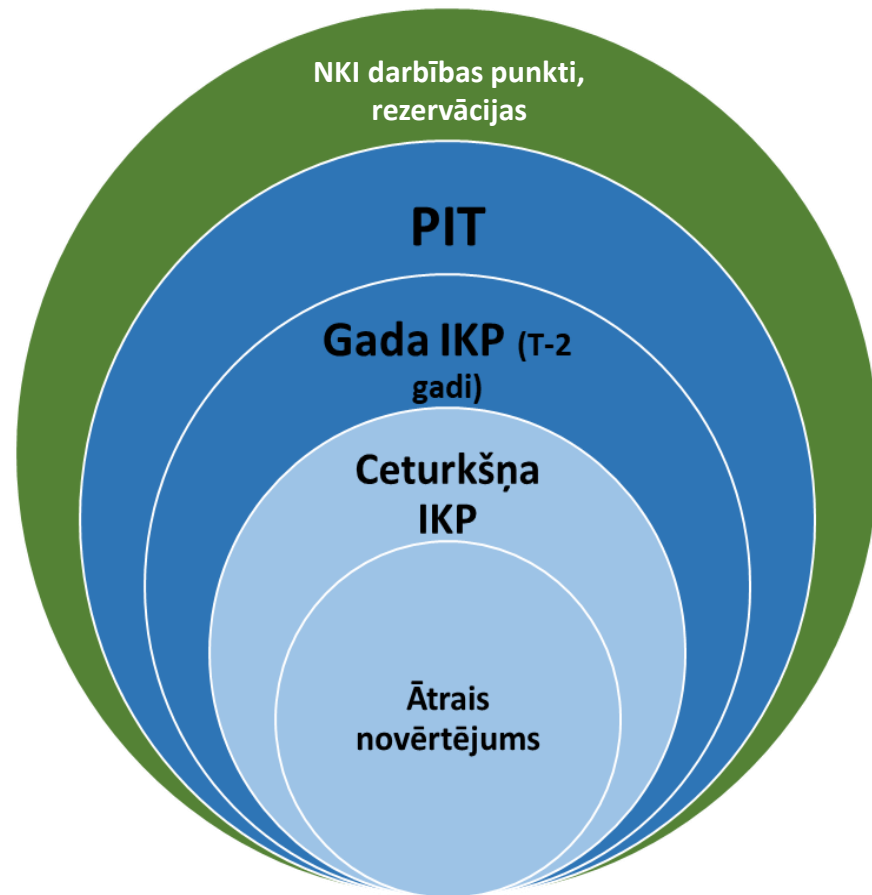 NKI darbības punkti,
rezervācijas
PIT
Gada IKP (T-2
gadi)
Ceturkšņa
IKP
Ātrais
novērtējums